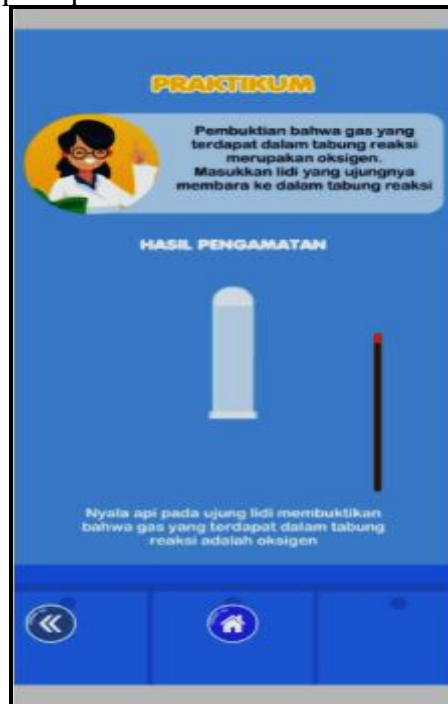 PRAKTIKUM
Pembuktian bahwa gas yang
terdapat dalam tabung reaksi
merupakan oksigen.
Masukkan lidi yang ujungnya
membara ke dalam tabung reaksi
HASIL PENGAMATAN
Nyala api pada ujung lidi membuktikan
bahwa gas yang terdapat dalam tabung
reaksi adalah oksigen